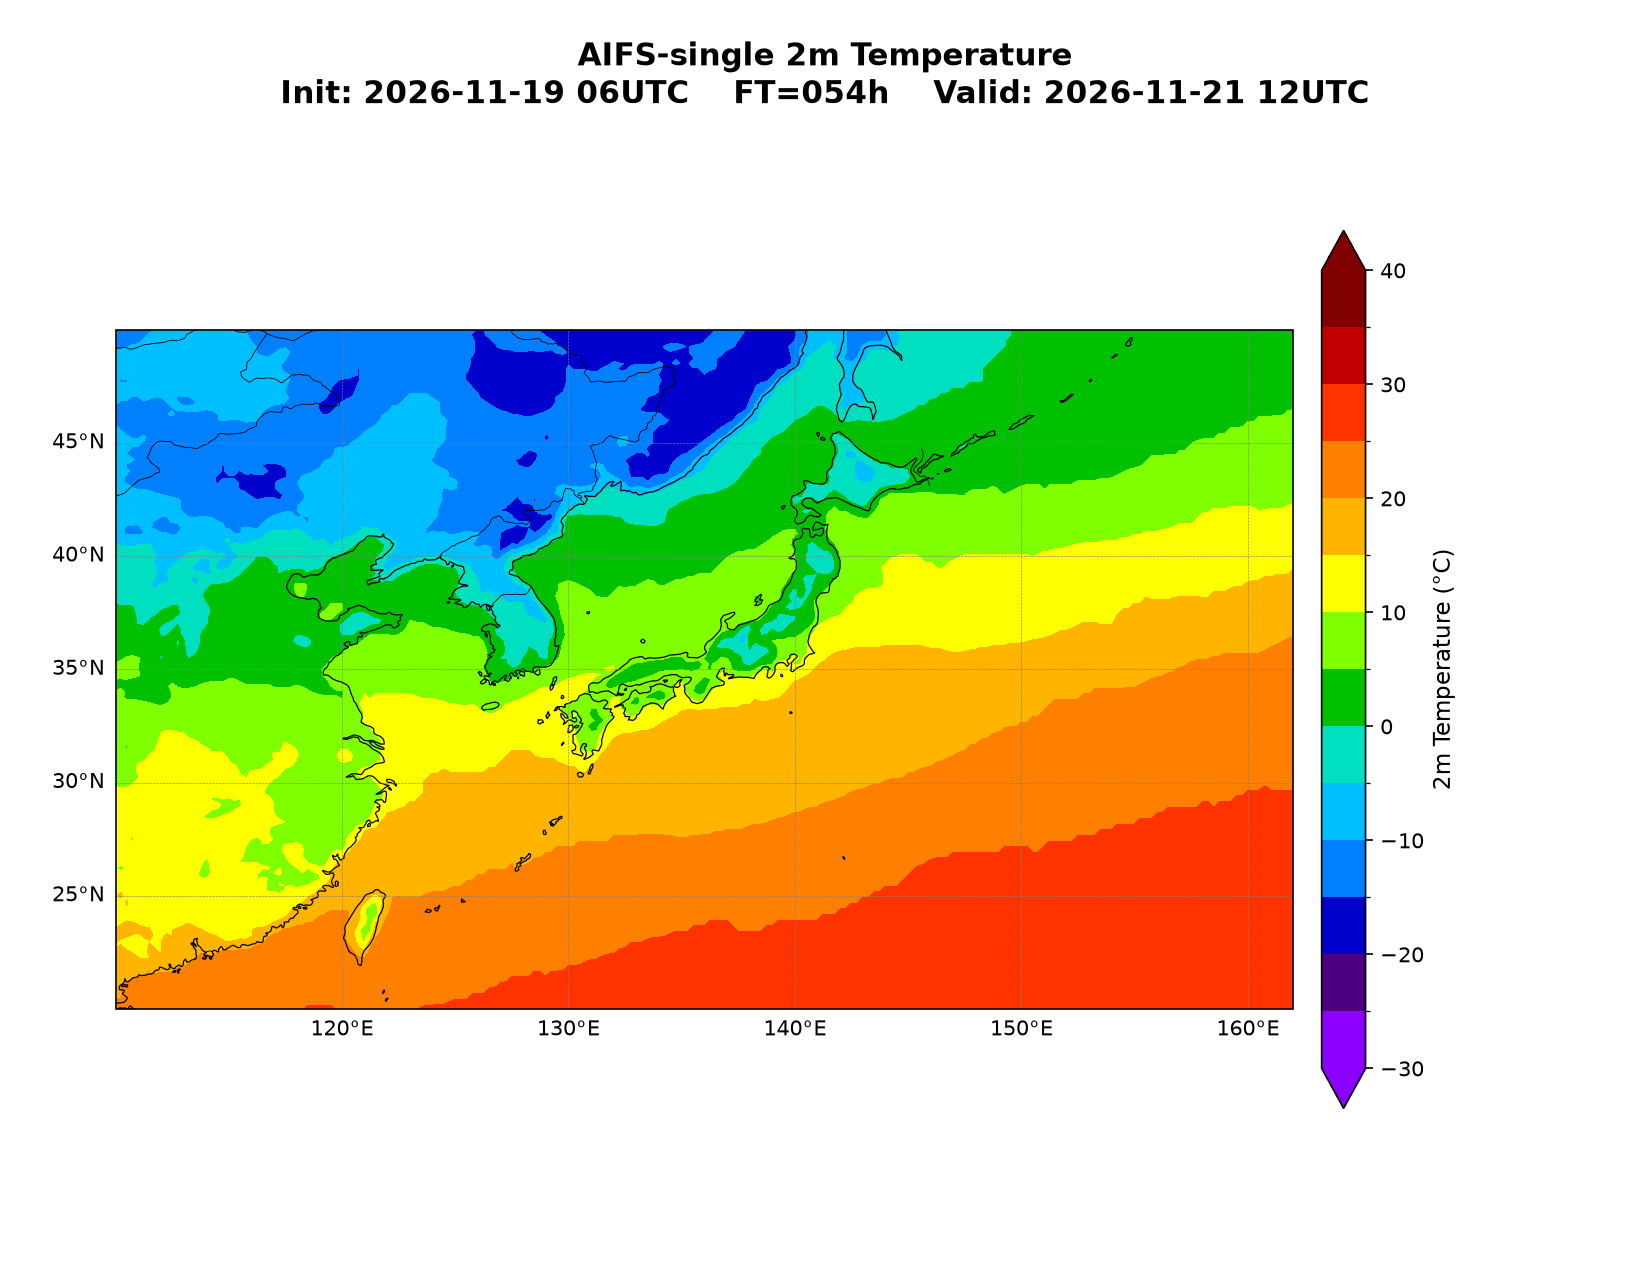 AIFS-single 2m Temperature
Init: 2026-11-19 06UTC    FT=054h    Valid: 2026-11-21 12UTC
45°N
40°N
35°N
30°N
25°N
120°E
130°E
140°E
150°E
160°E
40
30
20
10
0
−10
−20
−30
2m Temperature (°C)